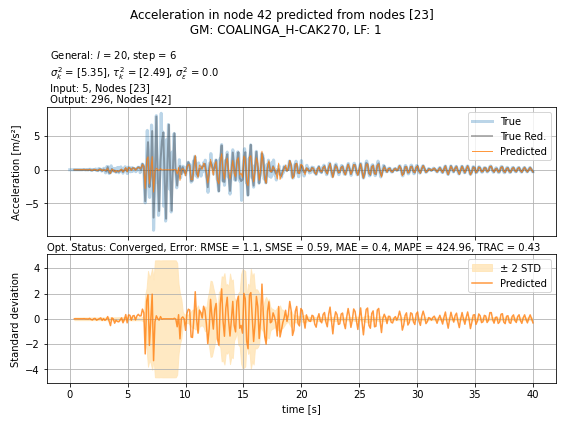 Acceleration in node 42 predicted from nodes [23]
GM: COALINGA_H-CAK270, LF: 1
General: l = 20, step = 6
σ²ₖ = [5.35], τ²ₖ = [2.49], σ²ε = 0.0
Input: 5, Nodes [23]
Output: 296, Nodes [42]
Acceleration [m/s²]
5
0
−5
True
True Red.
Predicted
Opt. Status: Converged, Error: RMSE = 1.1, SMSE = 0.59, MAE = 0.4, MAPE = 424.96, TRAC = 0.43
Standard deviation
4
2
0
−2
−4
± 2 STD
Predicted
0 5 10 15 20 25 30 35 40
time [s]